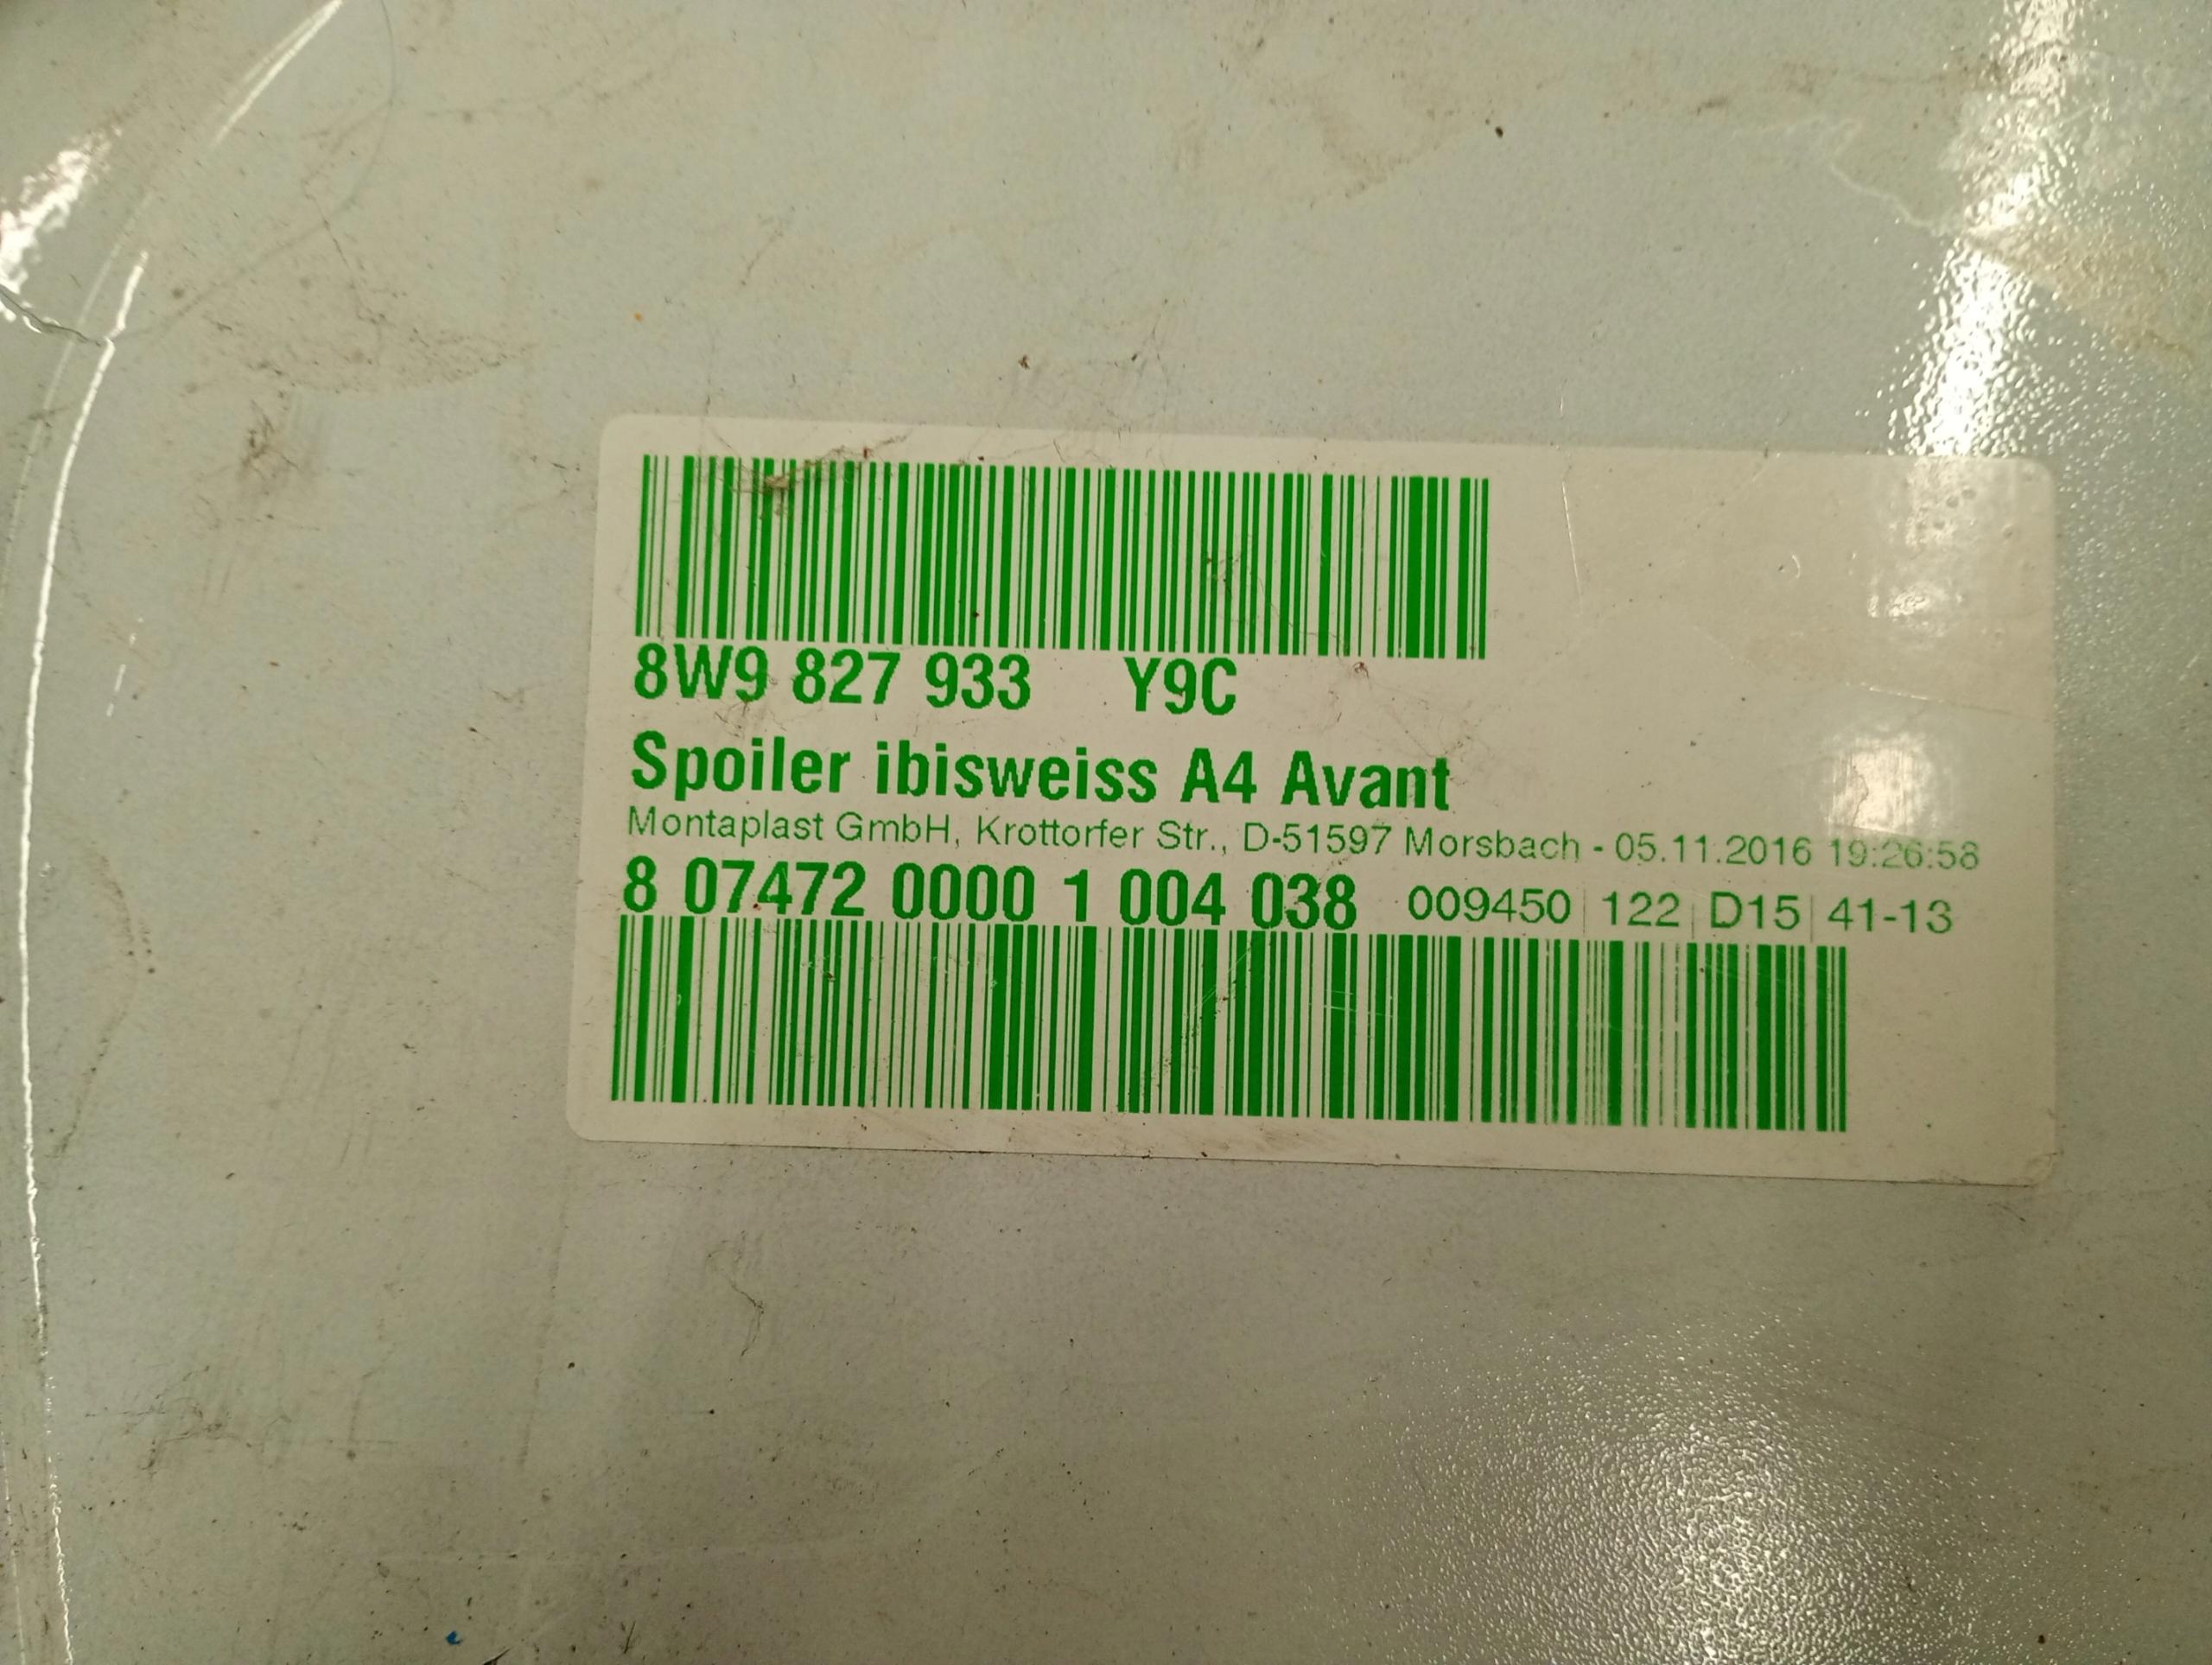 8W9 827 933 Y9C
Spoiler ibisweiss A4 Avant
Montaplast GmbH, Krottorfer Str., D-51597 Morsbach - 05.11.2016 19:26:58
8 07472 0000 1 004 038 009450 | 122 | D15 | 41-13